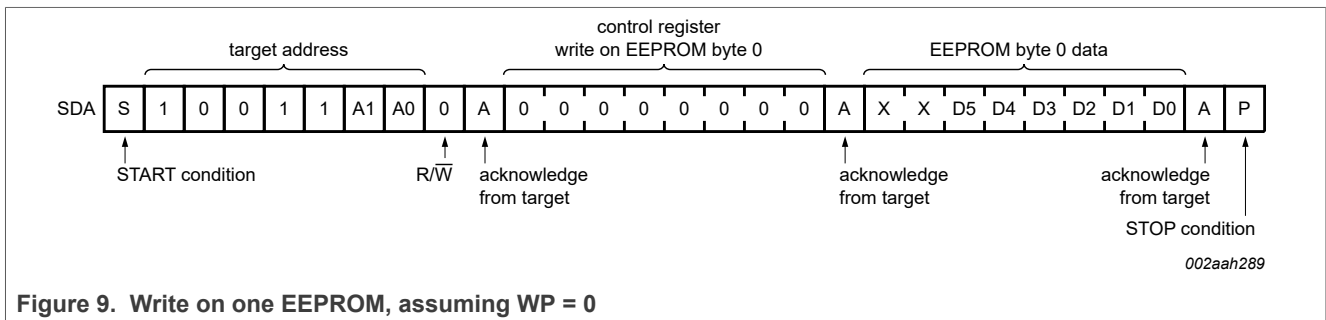 control register
target address
write on EEPROM byte 0
EEPROM byte 0 data
SDA S 1 0 0 1 1 A1 A0 0 A 0 0 0 0 0 0 0 0 A X X D5 D4 D3 D2 D1 D0 A P
START condition
R/W̅
acknowledge
from target
acknowledge
from target
acknowledge
from target
STOP condition
002aah289
Figure 9. Write on one EEPROM, assuming WP = 0